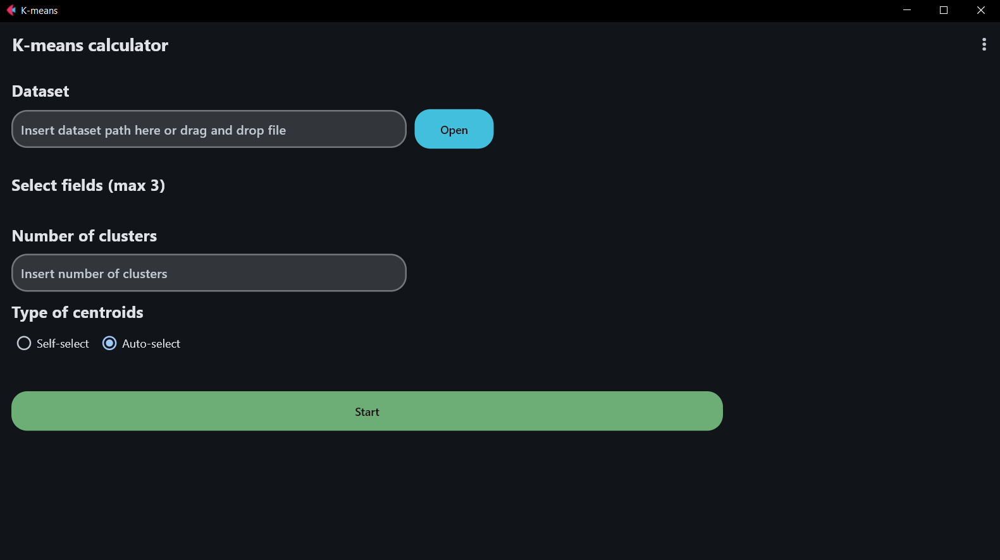 K-means
K-means calculator
Dataset
Insert dataset path here or drag and drop file
Open
Select fields (max 3)
Number of clusters
Insert number of clusters
Type of centroids
Self-select
Auto-select
Start